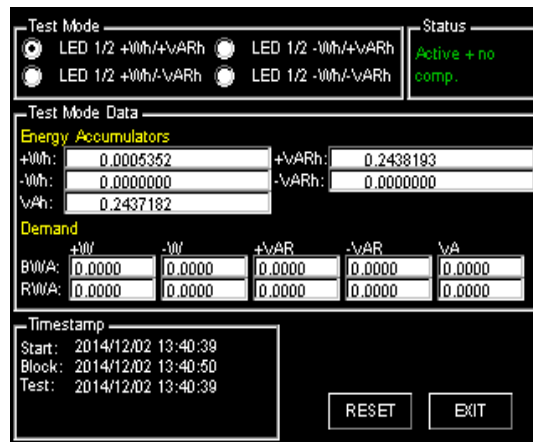 Test Mode
LED 1/2 +Wh/+VARh LED 1/2 -Wh/+VARh
LED 1/2 +Wh/-VARh LED 1/2 -Wh/-VARh
Status
Active + no
comp.
Test Mode Data
Energy Accumulators
+Wh: 0.0005352 +VARh: 0.2438193
-Wh: 0.0000000 -VARh: 0.0000000
VAh: 0.2437182
Demand
+W -W +VAR -VAR VA
BWA: 0.0000 0.0000 0.0000 0.0000 0.0000
RWA: 0.0000 0.0000 0.0000 0.0000 0.0000
Timestamp
Start: 2014/12/02 13:40:39
Block: 2014/12/02 13:40:50
Test: 2014/12/02 13:40:39
RESET EXIT